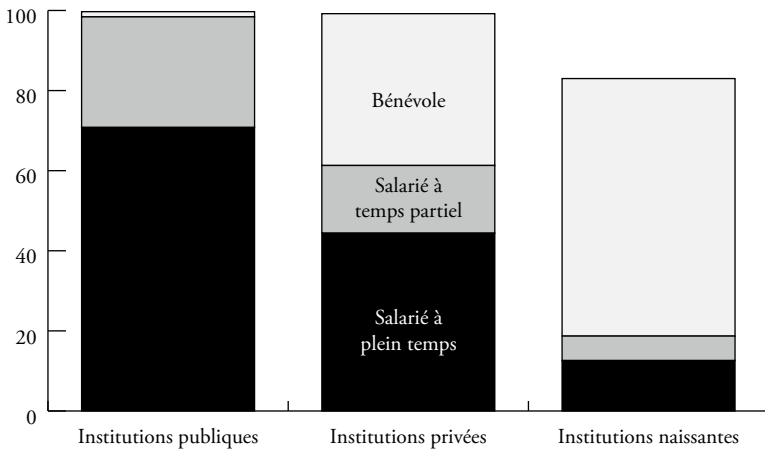 100
80
60
40
20
0
Bénévole
Salarié à
temps partiel
Salarié à
plein temps
Institutions publiques
Institutions privées
Institutions naissantes